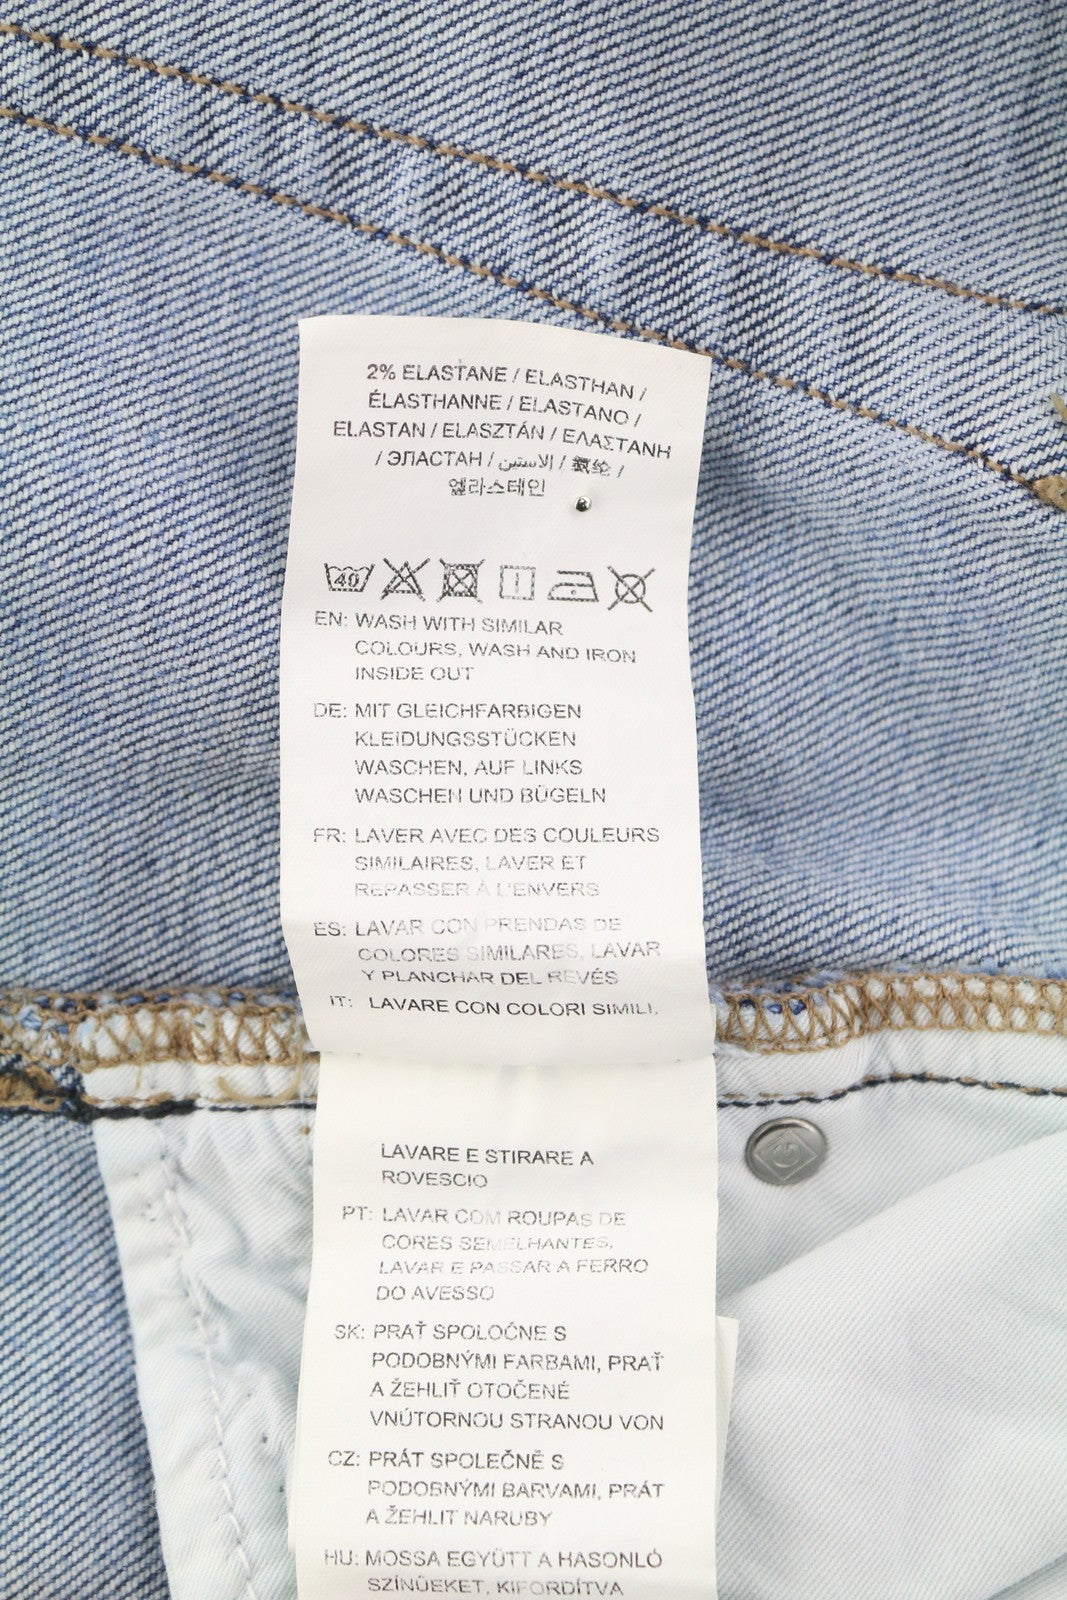 2% ELASTANE / ELASTHAN /
ÉLASTHANNE / ELASTANO /
ELASTAN / ELASZTÁN / ΕΛΑΣΤΑΝΗ
/ ЭЛАСТАН / الاستن / 氨纶 /
엘라스테인
40
EN: WASH WITH SIMILAR
COLOURS, WASH AND IRON
INSIDE OUT
DE: MIT GLEICHFARBIGEN
KLEIDUNGSSTÜCKEN
WASCHEN, AUF LINKS
WASCHEN UND BÜGELN
FR: LAVER AVEC DES COULEURS
SIMILAIRES, LAVER ET
REPASSER À L'ENVERS
ES: LAVAR CON PRENDAS DE
COLORES SIMILARES, LAVAR
Y PLANCHAR DEL REVÉS
IT: LAVARE CON COLORI SIMILI,
LAVARE E STIRARE A
ROVESCIO
PT: LAVAR COM ROUPAS DE
CORES SEMELHANTES,
LAVAR E PASSAR A FERRO
DO AVESSO
SK: PRAŤ SPOLOČNE S
PODOBNÝMI FARBAMI, PRAŤ
A ŽEHLIŤ OTOČENÉ
VNÚTORNOU STRANOU VON
CZ: PRÁT SPOLEČNĚ S
PODOBNÝMI BARVAMI, PRÁT
A ŽEHLIT NARUBY
HU: MOSSA EGYÜTT A HASONLÓ
SZÍNŰEKET, KIFORDÍTVA
G